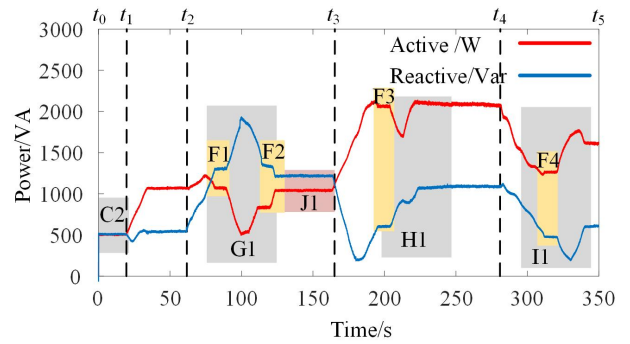 t0 t1 t2 t3 t4 t5
3000
2500
2000
1500
1000
500
0
Power/VA
Active /W
Reactive/Var
F3
F1 F2
F4
C2
J1
G1
H1
I1
0 50 100 150 200 250 300 350
Time/s